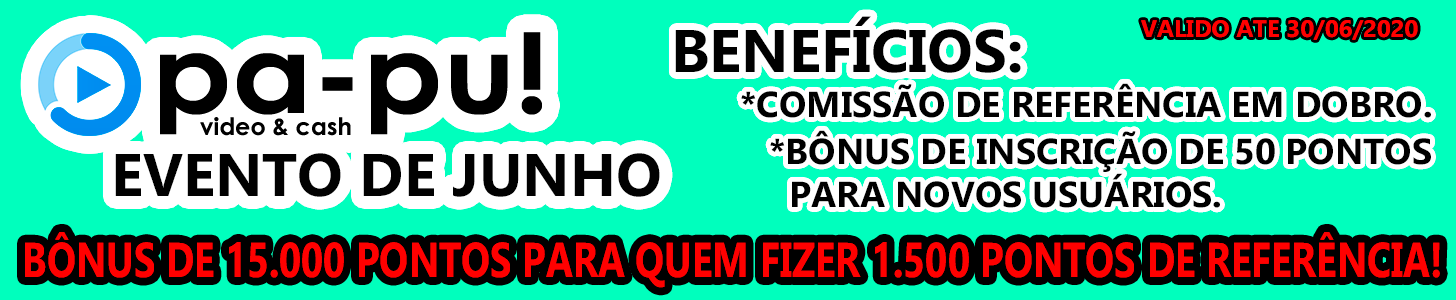 pa-pu!
video & cash
EVENTO DE JUNHO
BENEFÍCIOS:
VALIDO ATE 30/06/2020
*COMISSÃO DE REFERÊNCIA EM DOBRO.
*BÔNUS DE INSCRIÇÃO DE 50 PONTOS
PARA NOVOS USUÁRIOS.
BÔNUS DE 15.000 PONTOS PARA QUEM FIZER 1.500 PONTOS DE REFERÊNCIA!